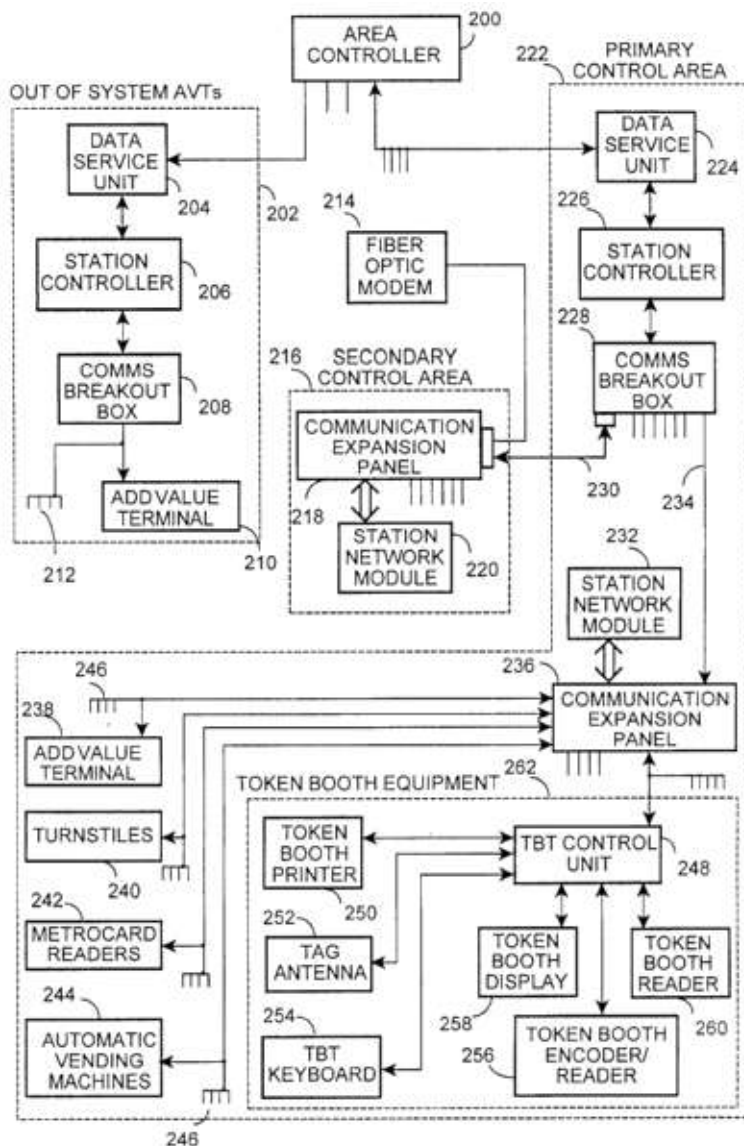 AREA
CONTROLLER
200
PRIMARY
CONTROL AREA
222
OUT OF SYSTEM AVTs
DATA
SERVICE
UNIT
204
202
DATA
SERVICE
UNIT
224
214
FIBER
OPTIC
MODEM
226
STATION
CONTROLLER
206
STATION
CONTROLLER
228
COMMS
BREAKOUT
BOX
208
COMMS
BREAKOUT
BOX
216
SECONDARY
CONTROL AREA
COMMUNICATION
EXPANSION
PANEL
218
230
234
ADD VALUE
TERMINAL
210
212
STATION
NETWORK
MODULE
220
232
STATION
NETWORK
MODULE
236
COMMUNICATION
EXPANSION
PANEL
246
238
ADD VALUE
TERMINAL
262
TOKEN BOOTH EQUIPMENT
TURNSTILES
240
TOKEN
BOOTH
PRINTER
250
TBT CONTROL
UNIT
248
242
METROCARD
READERS
252
TAG
ANTENNA
TOKEN
BOOTH
DISPLAY
258
TOKEN
BOOTH
READER
260
244
AUTOMATIC
VENDING
MACHINES
254
TBT
KEYBOARD
256
TOKEN BOOTH
ENCODER/
READER
246